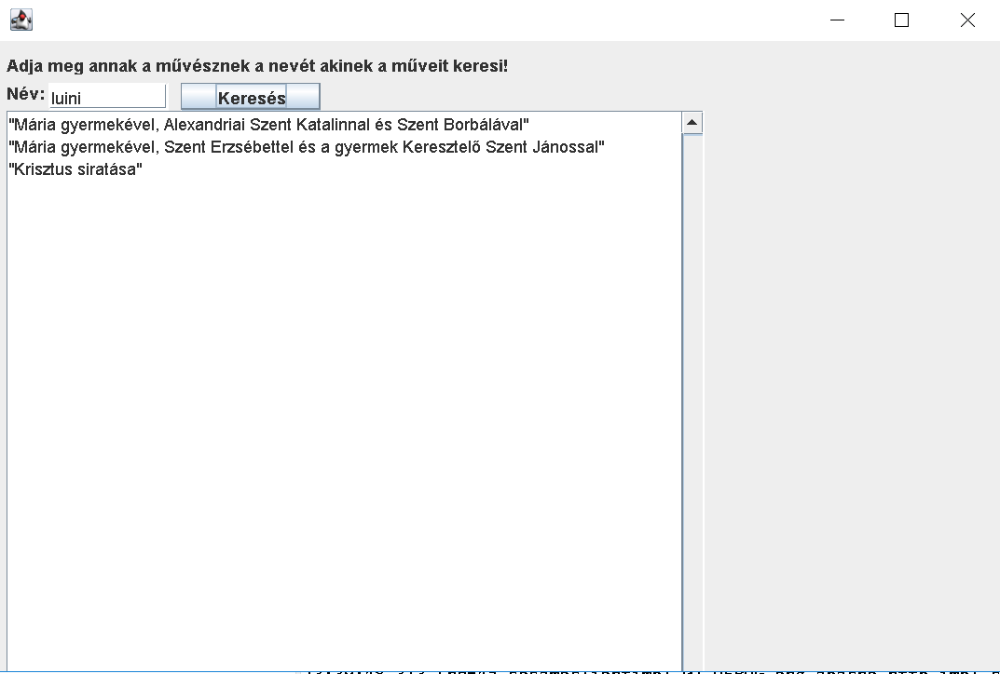 Adja meg annak a művésznek a nevét akinek a műveit keresi!
Név: luini Keresés
"Mária gyermekével, Alexandriai Szent Katalinnal és Szent Borbálával"
"Mária gyermekével, Szent Erzsébettel és a gyermek Keresztelő Szent Jánossal"
"Krisztus siratása"